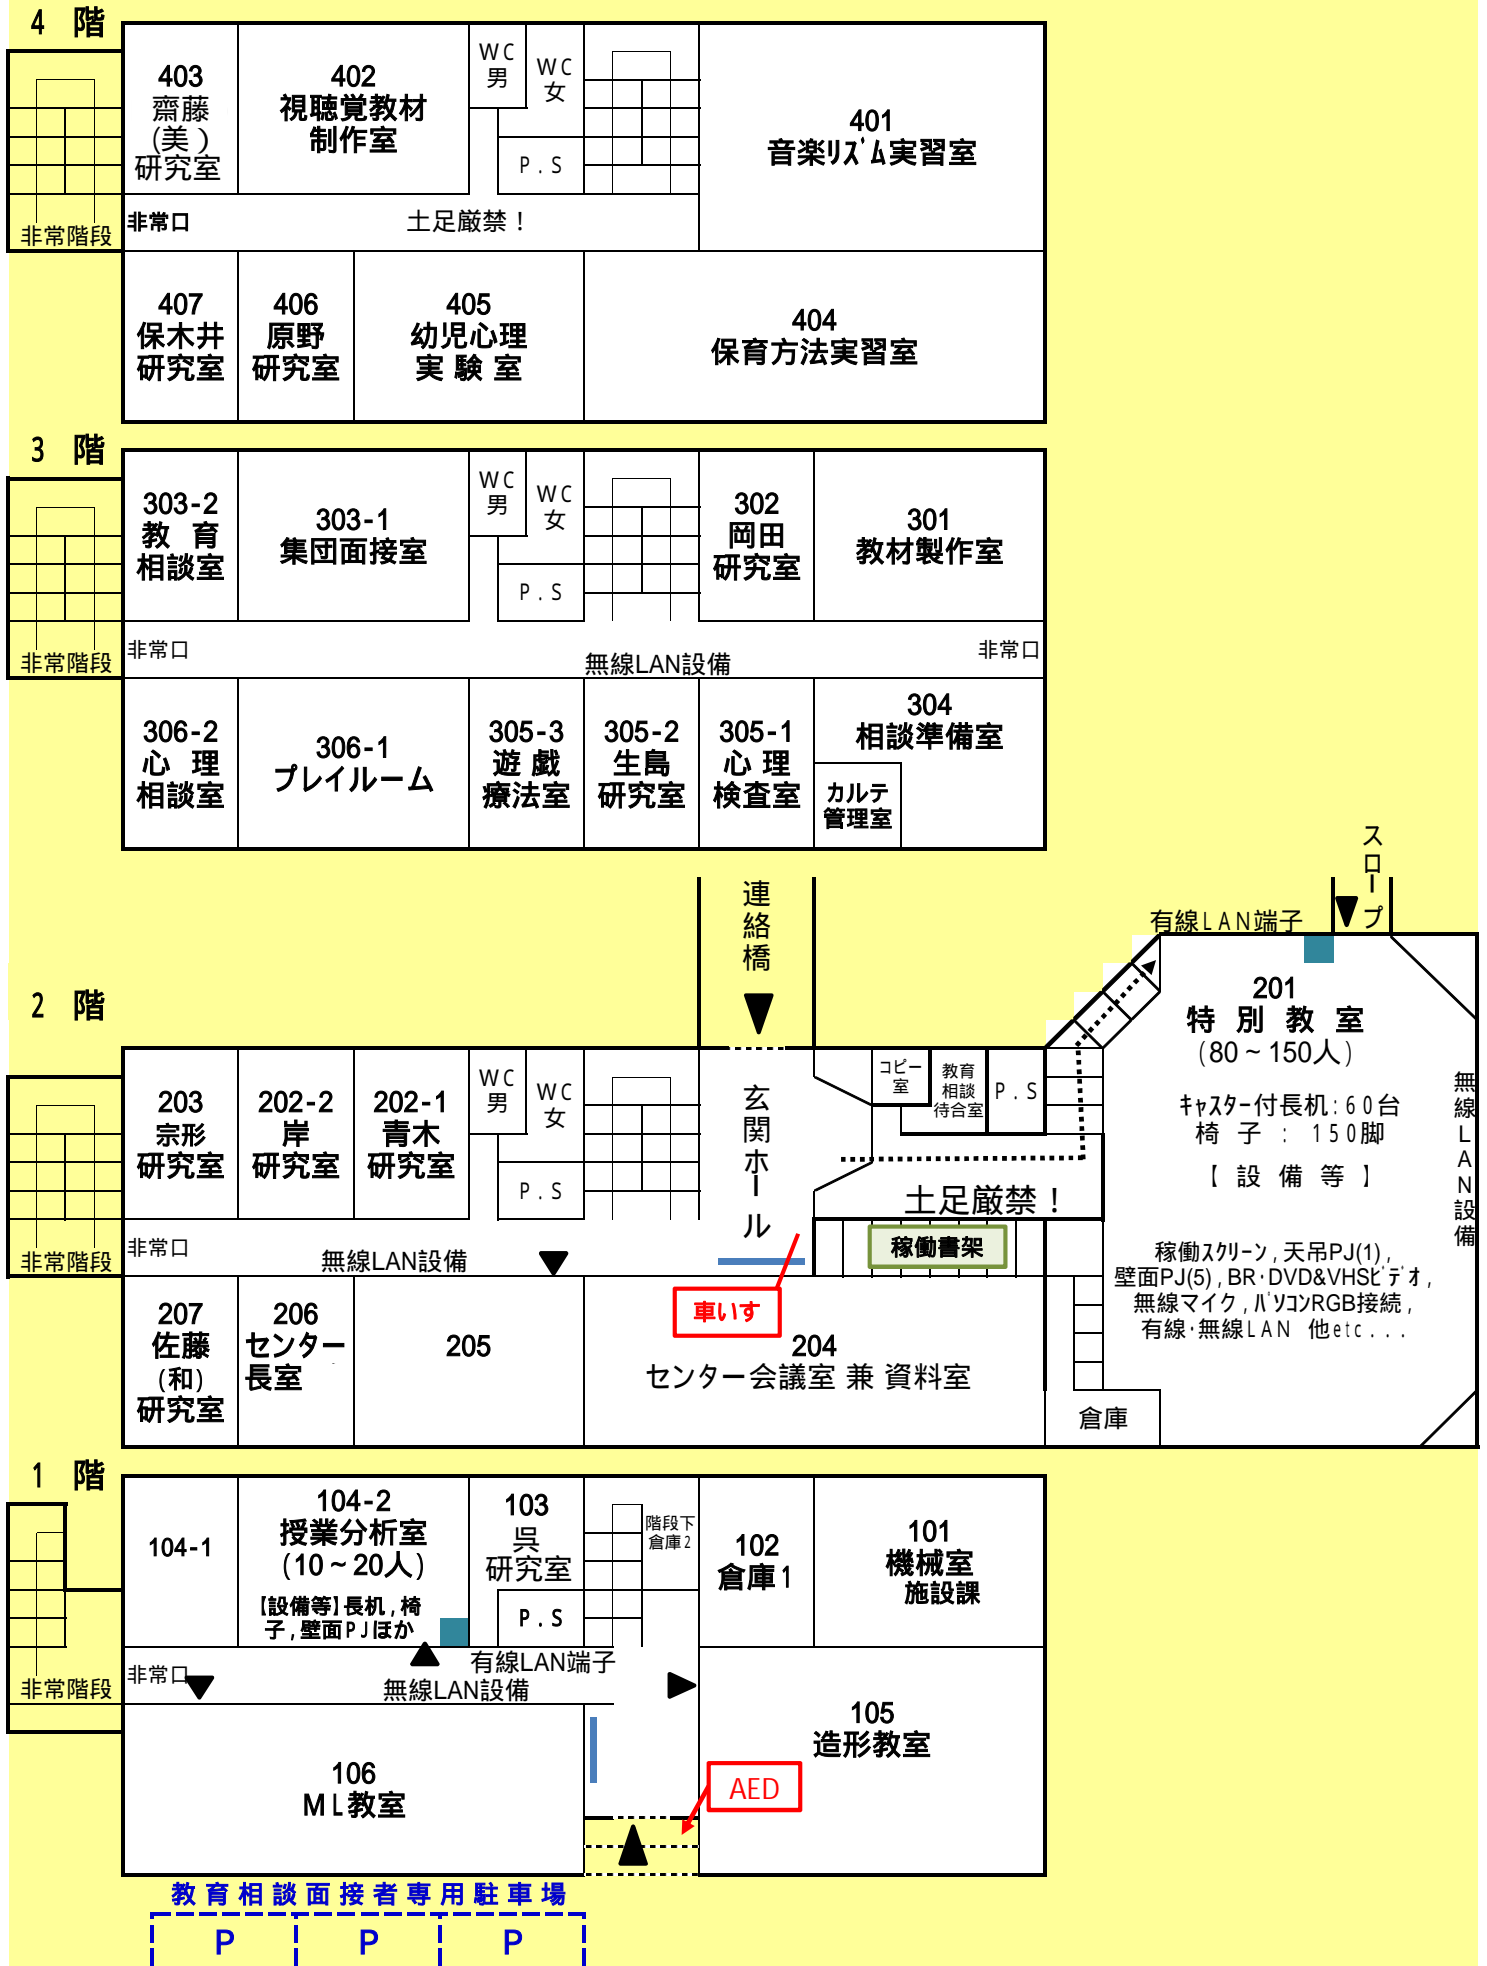 4 階
403
齋藤
(美)
研究室
402
視聴覚教材
制作室
WC
男
WC
女
P.S
401
音楽ﾘｽﾞﾑ実習室
非常階段
非常口
土足厳禁！
407
保木井
研究室
406
原野
研究室
405
幼児心理
実 験 室
404
保育方法実習室
3 階
303-2
教 育
相談室
303-1
集団面接室
WC
男
WC
女
P.S
302
岡田
研究室
301
教材製作室
非常階段
非常口
無線LAN設備
非常口
306-2
心 理
相談室
306-1
プレイルーム
305-3
遊 戯
療法室
305-2
生島
研究室
305-1
心 理
検査室
304
相談準備室
カルテ
管理室
スロープ
連絡橋
有線LAN端子
2 階
203
宗形
研究室
202-2
岸
研究室
202-1
青木
研究室
WC
男
WC
女
P.S
玄関ホール
コピー
室
教育
相談
待合室
P.S
201
特 別 教 室
(80～150人)
ｷｬｽﾀｰ付長机:60台
椅 子 : 150脚
【 設 備 等 】
稼働ｽｸﾘｰﾝ,天吊PJ(1),
壁面PJ(5),BR･DVD&VHSﾋﾞﾃﾞｵ,
無線マイク,ﾊﾟｿｺﾝRGB接続,
有線･無線LAN 他etc...
無線LAN設備
土足厳禁！
稼働書架
非常階段
非常口
無線LAN設備
車いす
207
佐藤
(和)
研究室
206
センター
長室
205
204
センター会議室 兼 資料室
倉庫
1 階
104-1
104-2
授業分析室
(10～20人)
【設備等】長机,椅
子,壁面PJほか
103
呉
研究室
P.S
階段下
倉庫2
102
倉庫1
101
機械室
施設課
非常階段
非常口
有線LAN端子
無線LAN設備
106
ML教室
105
造形教室
AED
教育相談面接者専用駐車場
P P P